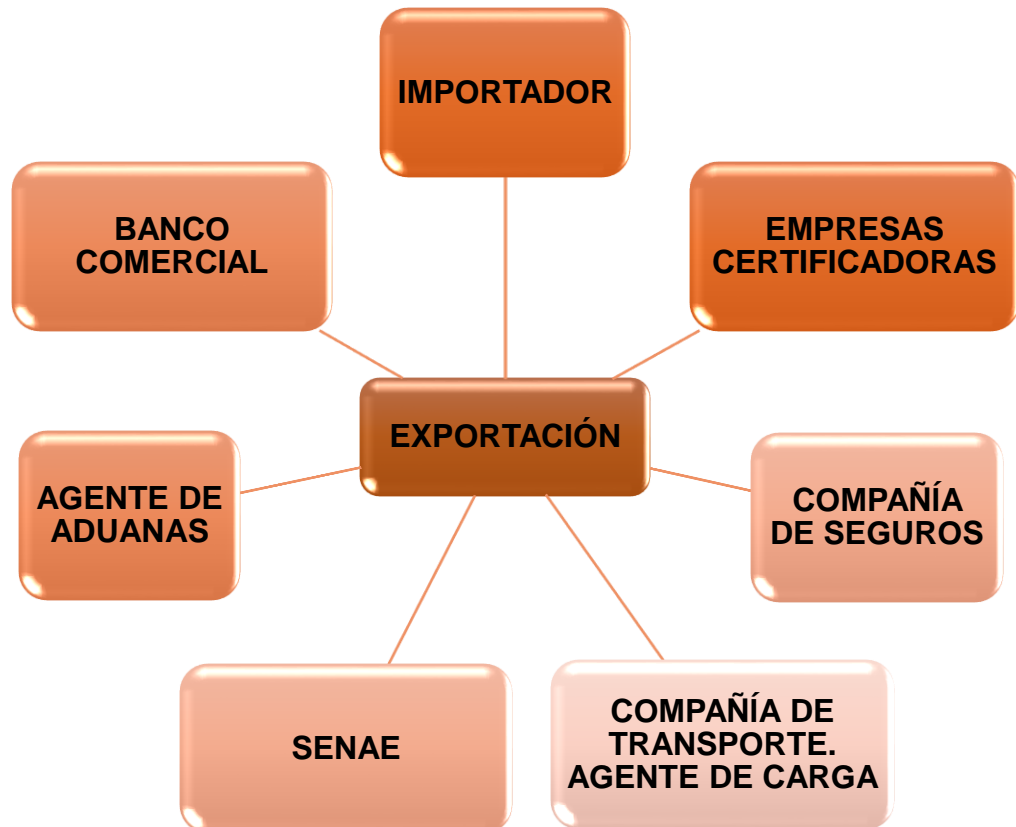 IMPORTADOR
BANCO
COMERCIAL
EMPRESAS
CERTIFICADORAS
EXPORTACIÓN
AGENTE DE
ADUANAS
COMPAÑÍA
DE SEGUROS
SENAE
COMPAÑÍA DE
TRANSPORTE.
AGENTE DE CARGA